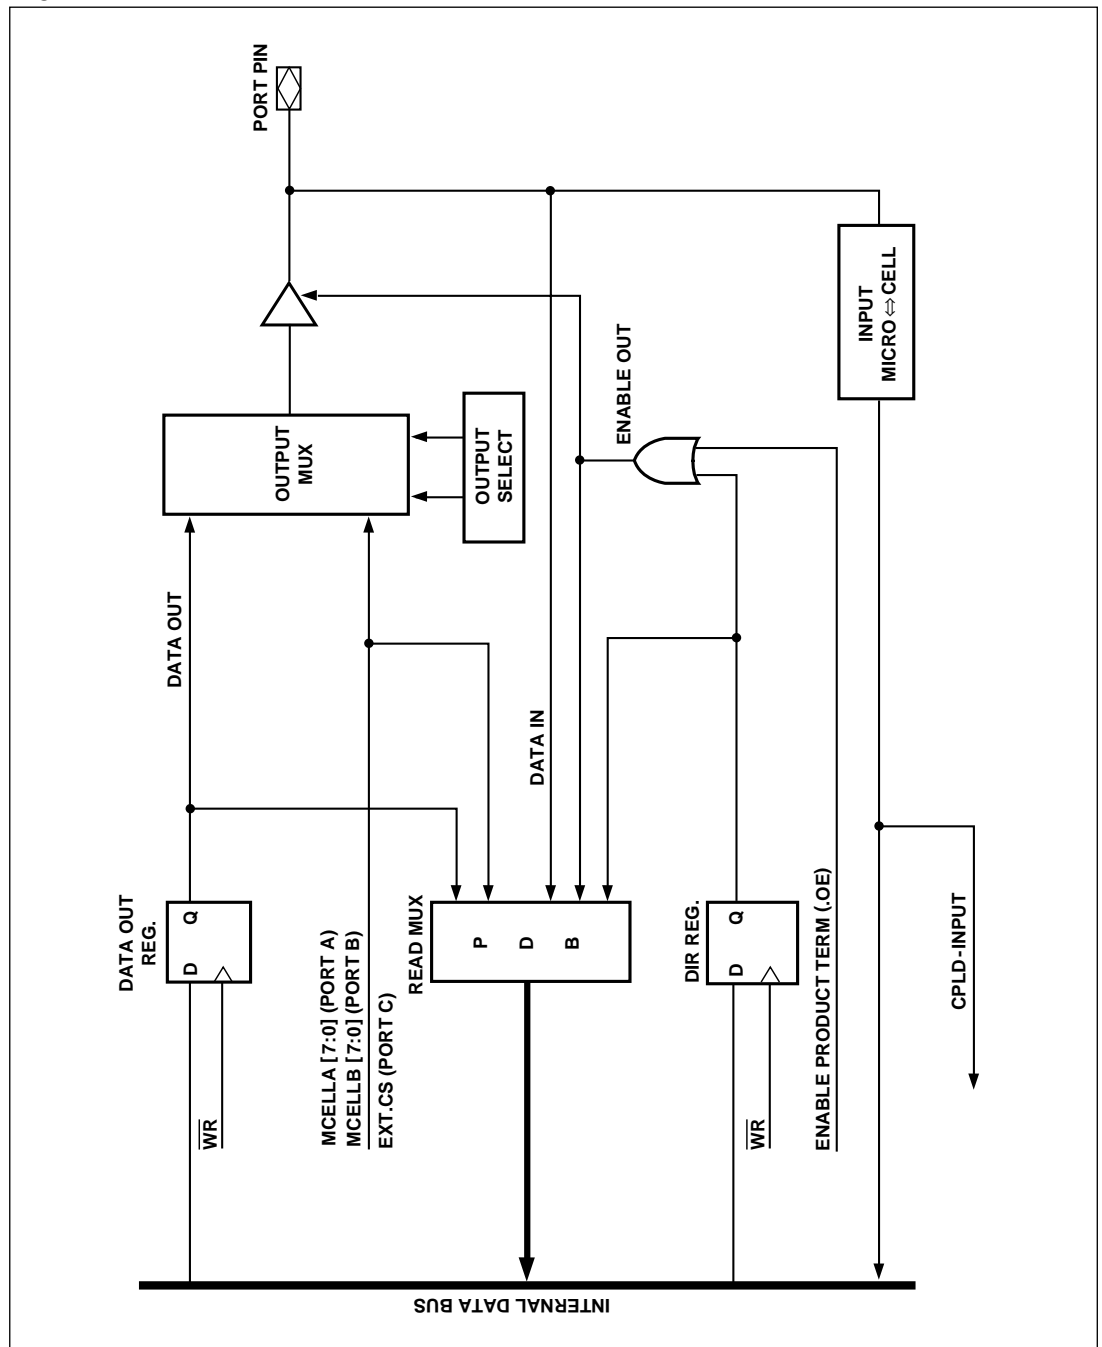 DATA OUT
REG.
D Q
WR
DATA OUT
OUTPUT
MUX
PORT PIN
MCELLA [7:0] (PORT A)
MCELLB [7:0] (PORT B)
EXT.CS (PORT C)
READ MUX
P
D
B
OUTPUT
SELECT
DATA IN
ENABLE OUT
DIR REG.
D Q
WR
ENABLE PRODUCT TERM (.OE)
INPUT
MICRO⇔CELL
CPLD-INPUT
INTERNAL DATA BUS